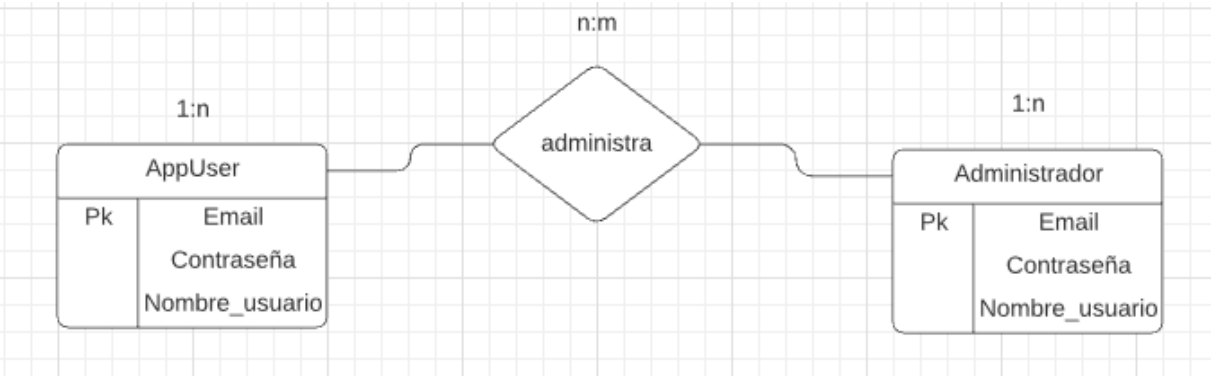 n:m
1:n
1:n
administra
AppUser
Pk Email
Contraseña
Nombre_usuario
Administrador
Pk Email
Contraseña
Nombre_usuario